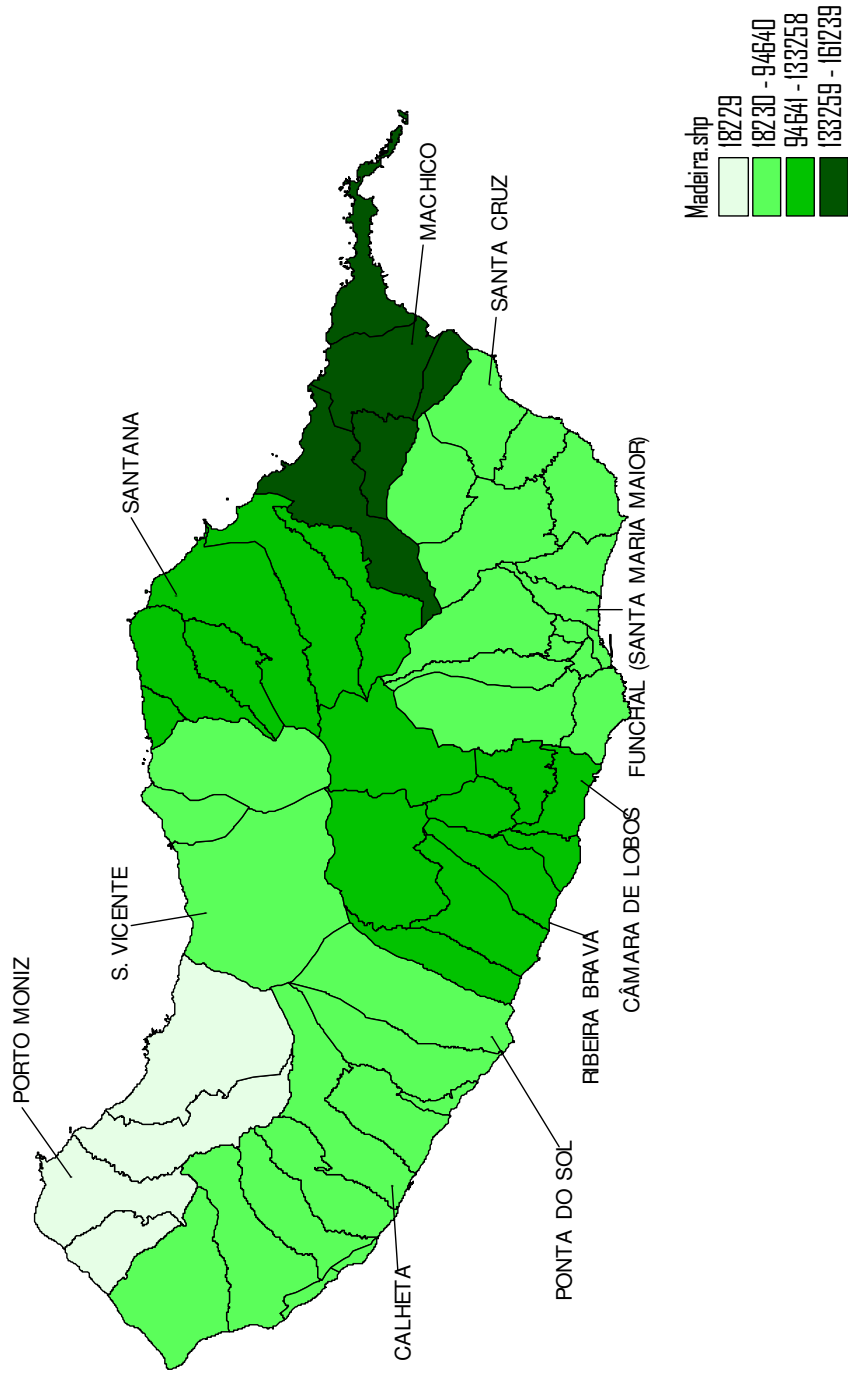 PORTO MONIZ
S. VICENTE
SANTANA
MACHICO
SANTA CRUZ
FUNCHAL (SANTA MARIA MAIOR)
CÂMARA DE LOBOS
RIBEIRA BRAVA
PONTA DO SOL
CALHETA
Madeira.shp
18229
18230 - 94640
94641 - 133258
133259 - 161239